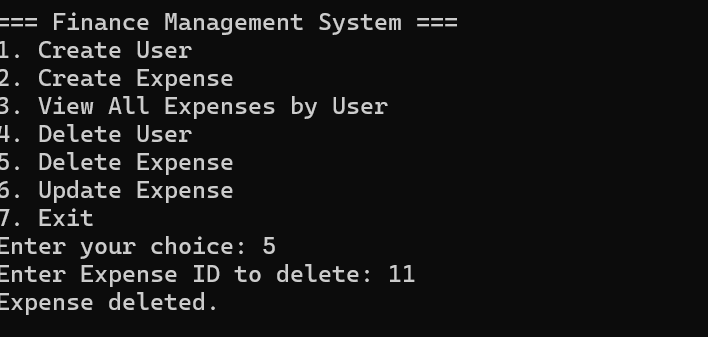 === Finance Management System ===
1. Create User
2. Create Expense
3. View All Expenses by User
4. Delete User
5. Delete Expense
6. Update Expense
7. Exit
Enter your choice: 5
Enter Expense ID to delete: 11
Expense deleted.